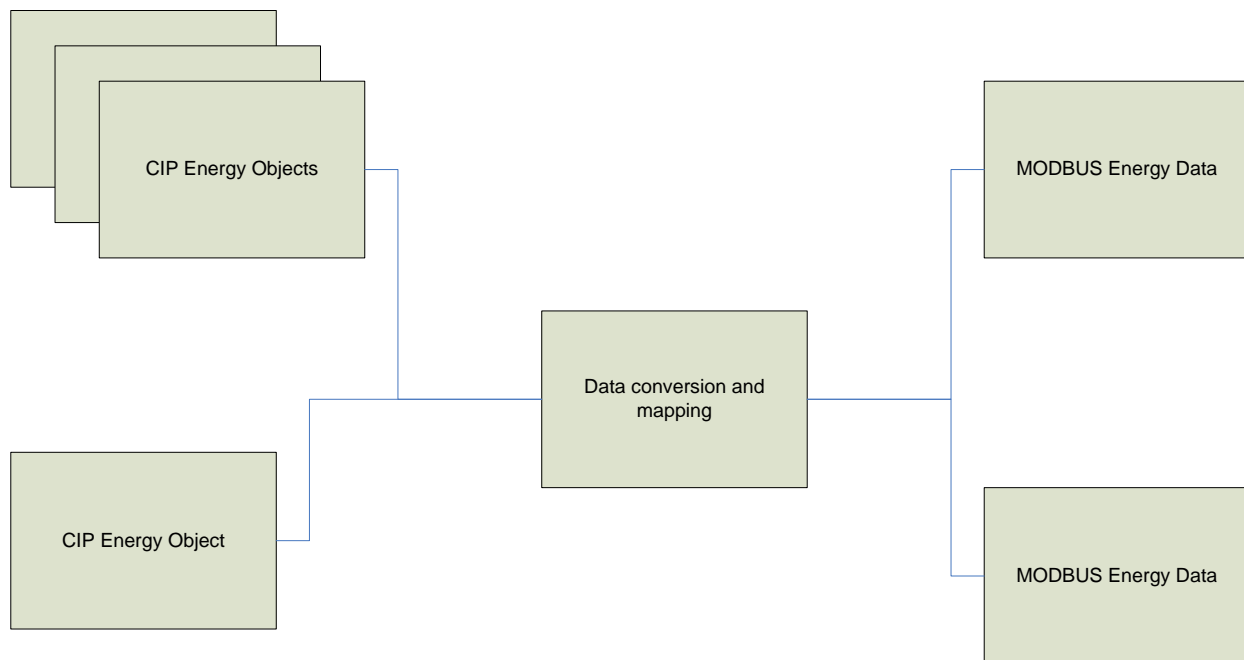 CIP Energy Objects
MODBUS Energy Data
Data conversion and
mapping
CIP Energy Object
MODBUS Energy Data